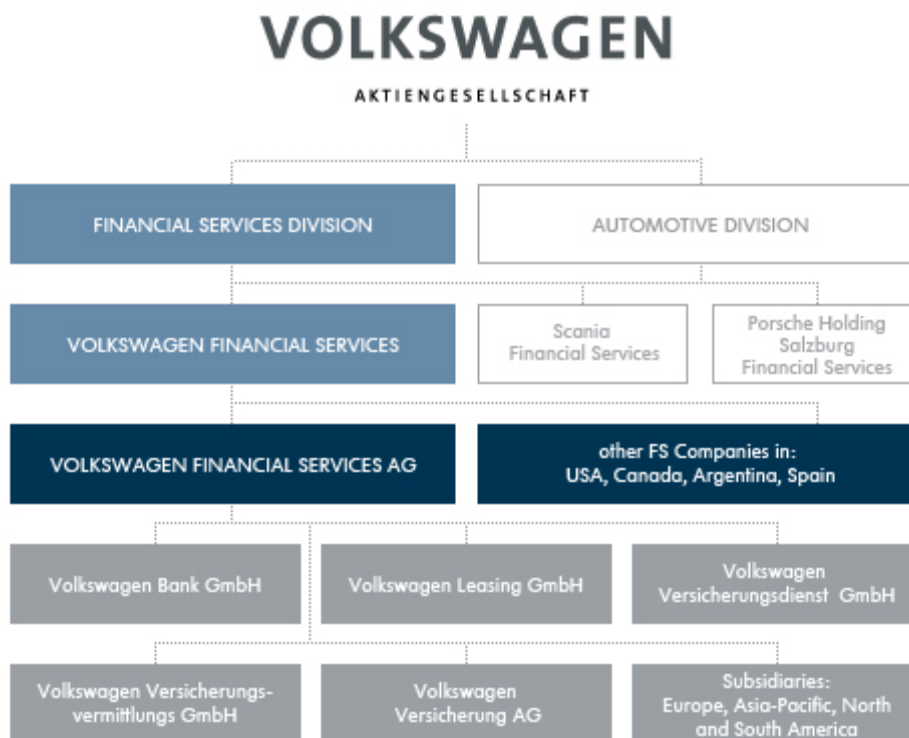 VOLKSWAGEN
AKTIENGESELLSCHAFT
FINANCIAL SERVICES DIVISION
AUTOMOTIVE DIVISION
VOLKSWAGEN FINANCIAL SERVICES
Scania
Financial Services
Porsche Holding
Salzburg
Financial Services
VOLKSWAGEN FINANCIAL SERVICES AG
other FS Companies in:
USA, Canada, Argentina, Spain
Volkswagen Bank GmbH
Volkswagen Leasing GmbH
Volkswagen
Versicherungsdienst GmbH
Volkswagen Versicherungs-
vermittlungs GmbH
Volkswagen
Versicherung AG
Subsidiaries:
Europe, Asia-Pacific, North
and South America